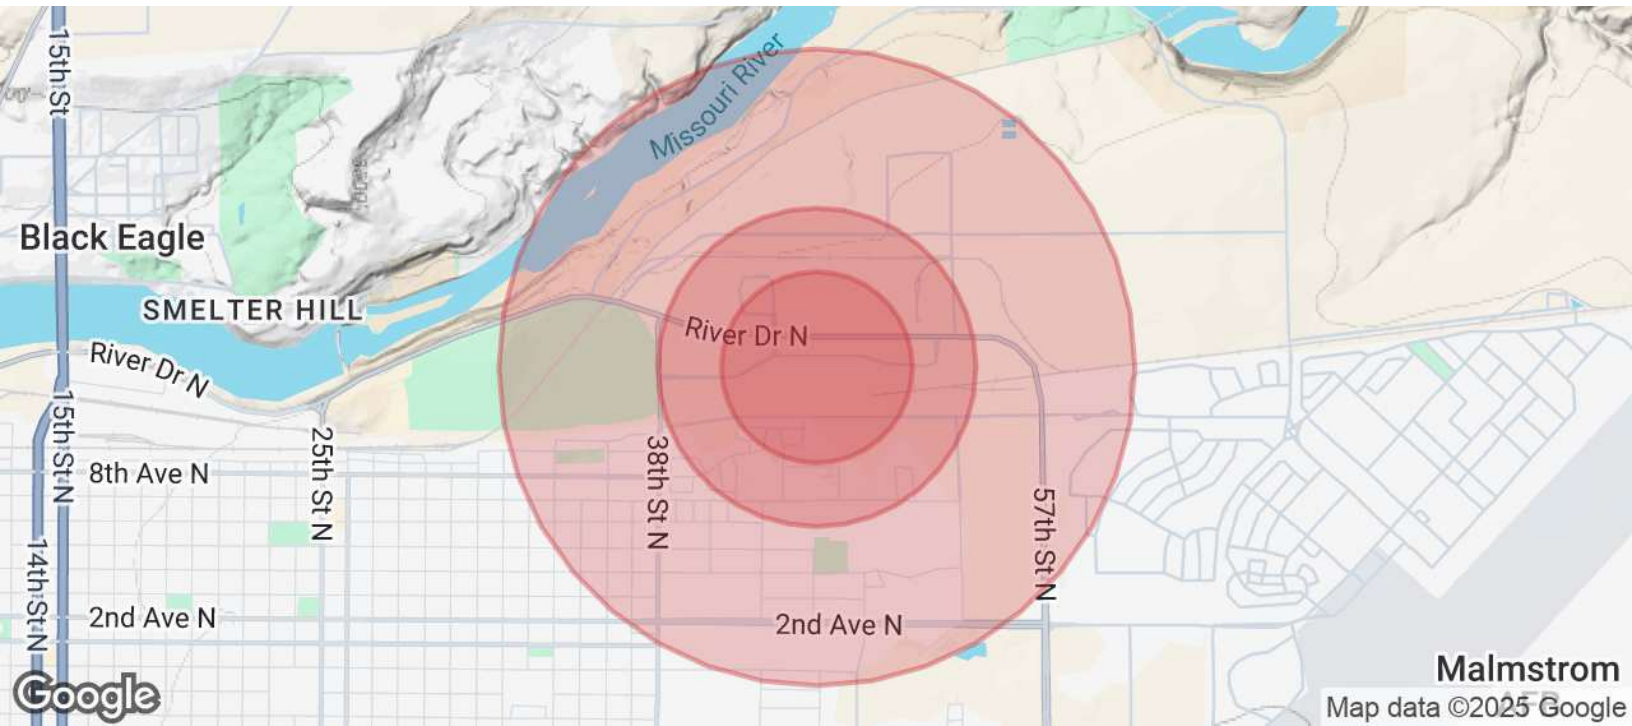 15th St
Missouri River
Black Eagle
SMELTER HILL
River Dr N
River Dr N
15th St N
25th St N
38th St N
8th Ave N
57th St N
14th St N
2nd Ave N
2nd Ave N
Malmstrom
AFB
Google
Map data ©2025 Google